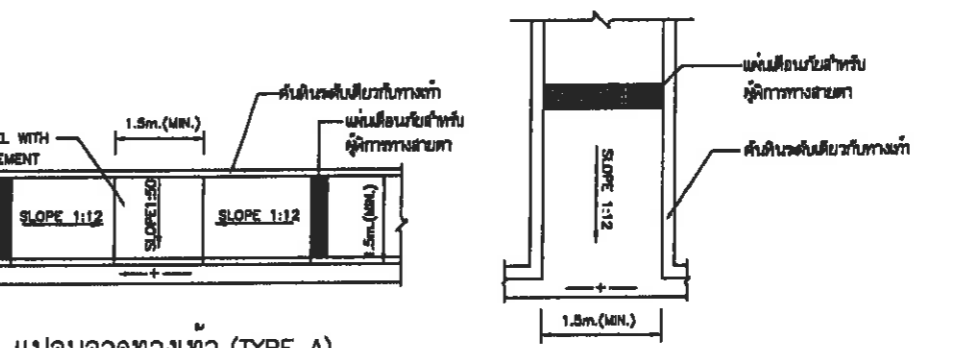 คันหินระดับเดียวกับทางเท้า
แผ่นเตือนภัยสำหรับ
ผู้พิการทางสายตา
1.5m.(MIN.)
WITH
SLOPE 1:12
SLOPE1:50
SLOPE 1:12
1.5m.(MIN.)
แผ่นเตือนภัยสำหรับ
ผู้พิการทางสายตา
คันหินระดับเดียวกับทางเท้า
SLOPE 1:12
1.5m.(MIN.)
(TYPE A)